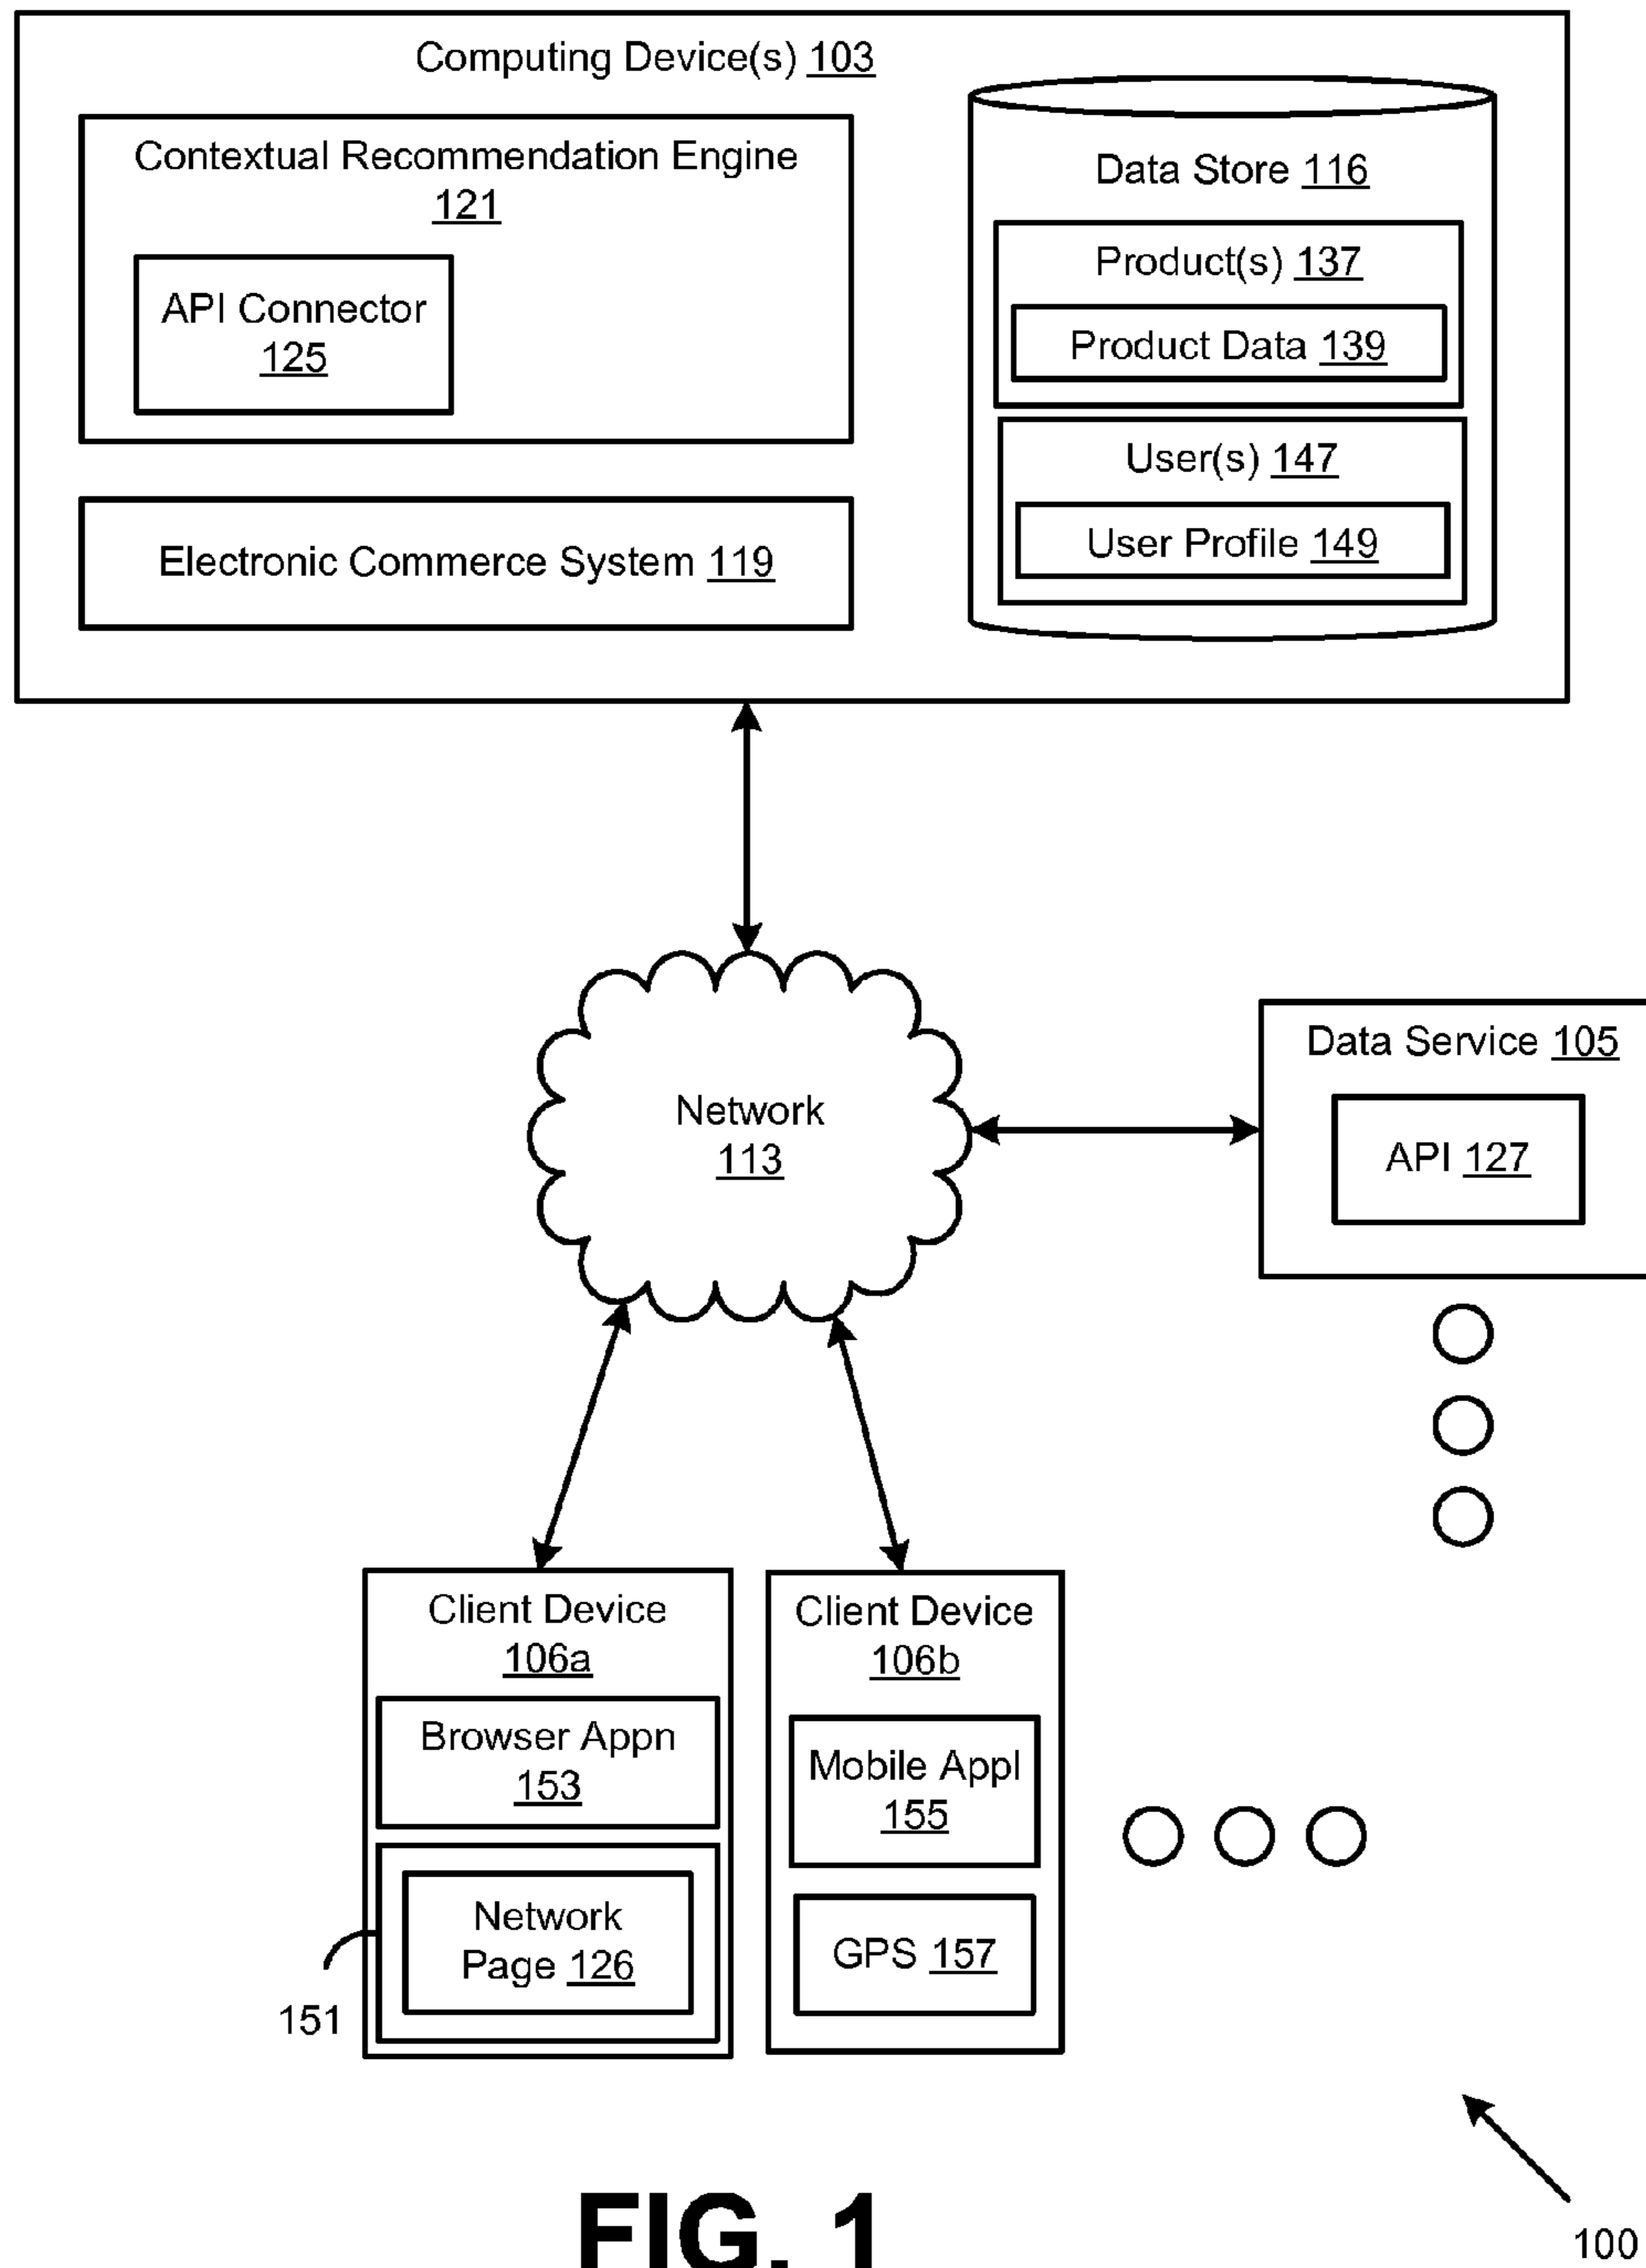 Computing Device(s) 103
Contextual Recommendation Engine
121
API Connector
125
Electronic Commerce System 119
Data Store 116
Product(s) 137
Product Data 139
User(s) 147
User Profile 149
Network
113
Data Service 105
API 127
Client Device
106a
Browser Appn
153
Network
Page 126
151
Client Device
106b
Mobile Appl
155
GPS 157
100
FIG. 1